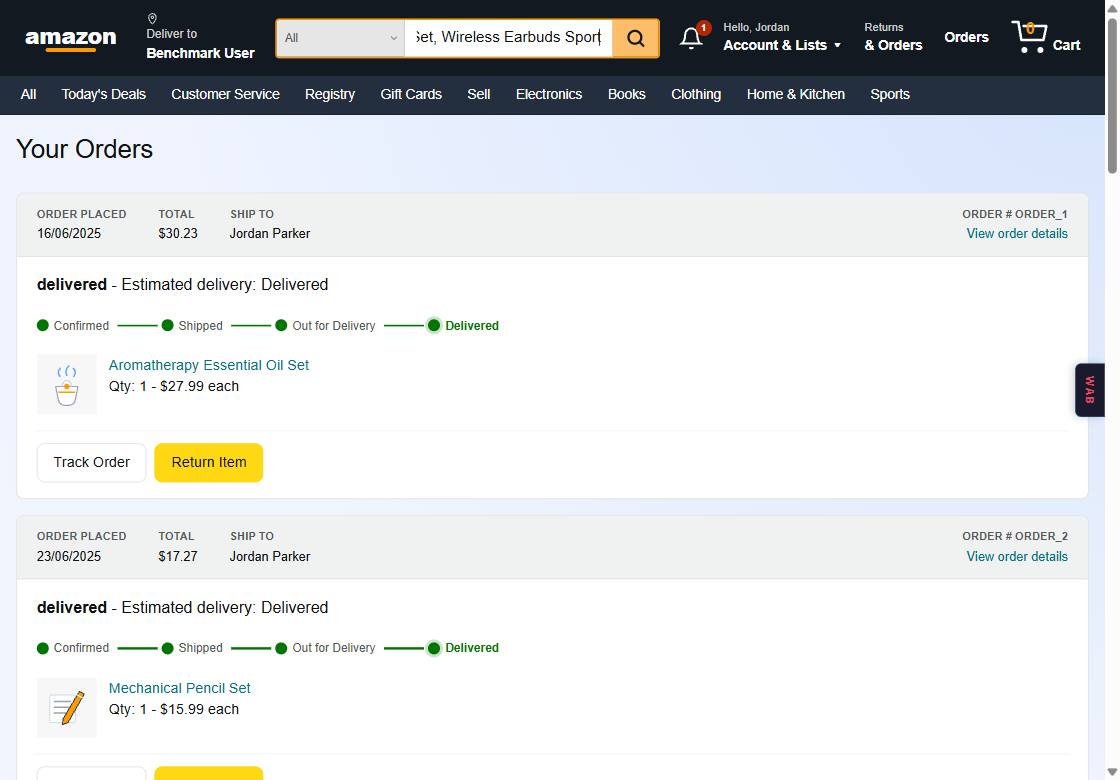 amazon
Deliver to
Benchmark User
All
Set, Wireless Earbuds Sport
1
Hello, Jordan
Account & Lists
Returns
& Orders
Orders
0
Cart
All
Today's Deals
Customer Service
Registry
Gift Cards
Sell
Electronics
Books
Clothing
Home & Kitchen
Sports
Your Orders
ORDER PLACED
16/06/2025
TOTAL
$30.23
SHIP TO
Jordan Parker
ORDER # ORDER_1
View order details
delivered - Estimated delivery: Delivered
Confirmed
Shipped
Out for Delivery
Delivered
Aromatherapy Essential Oil Set
Qty: 1 - $27.99 each
WAB
Track Order
Return Item
ORDER PLACED
23/06/2025
TOTAL
$17.27
SHIP TO
Jordan Parker
ORDER # ORDER_2
View order details
delivered - Estimated delivery: Delivered
Confirmed
Shipped
Out for Delivery
Delivered
Mechanical Pencil Set
Qty: 1 - $15.99 each